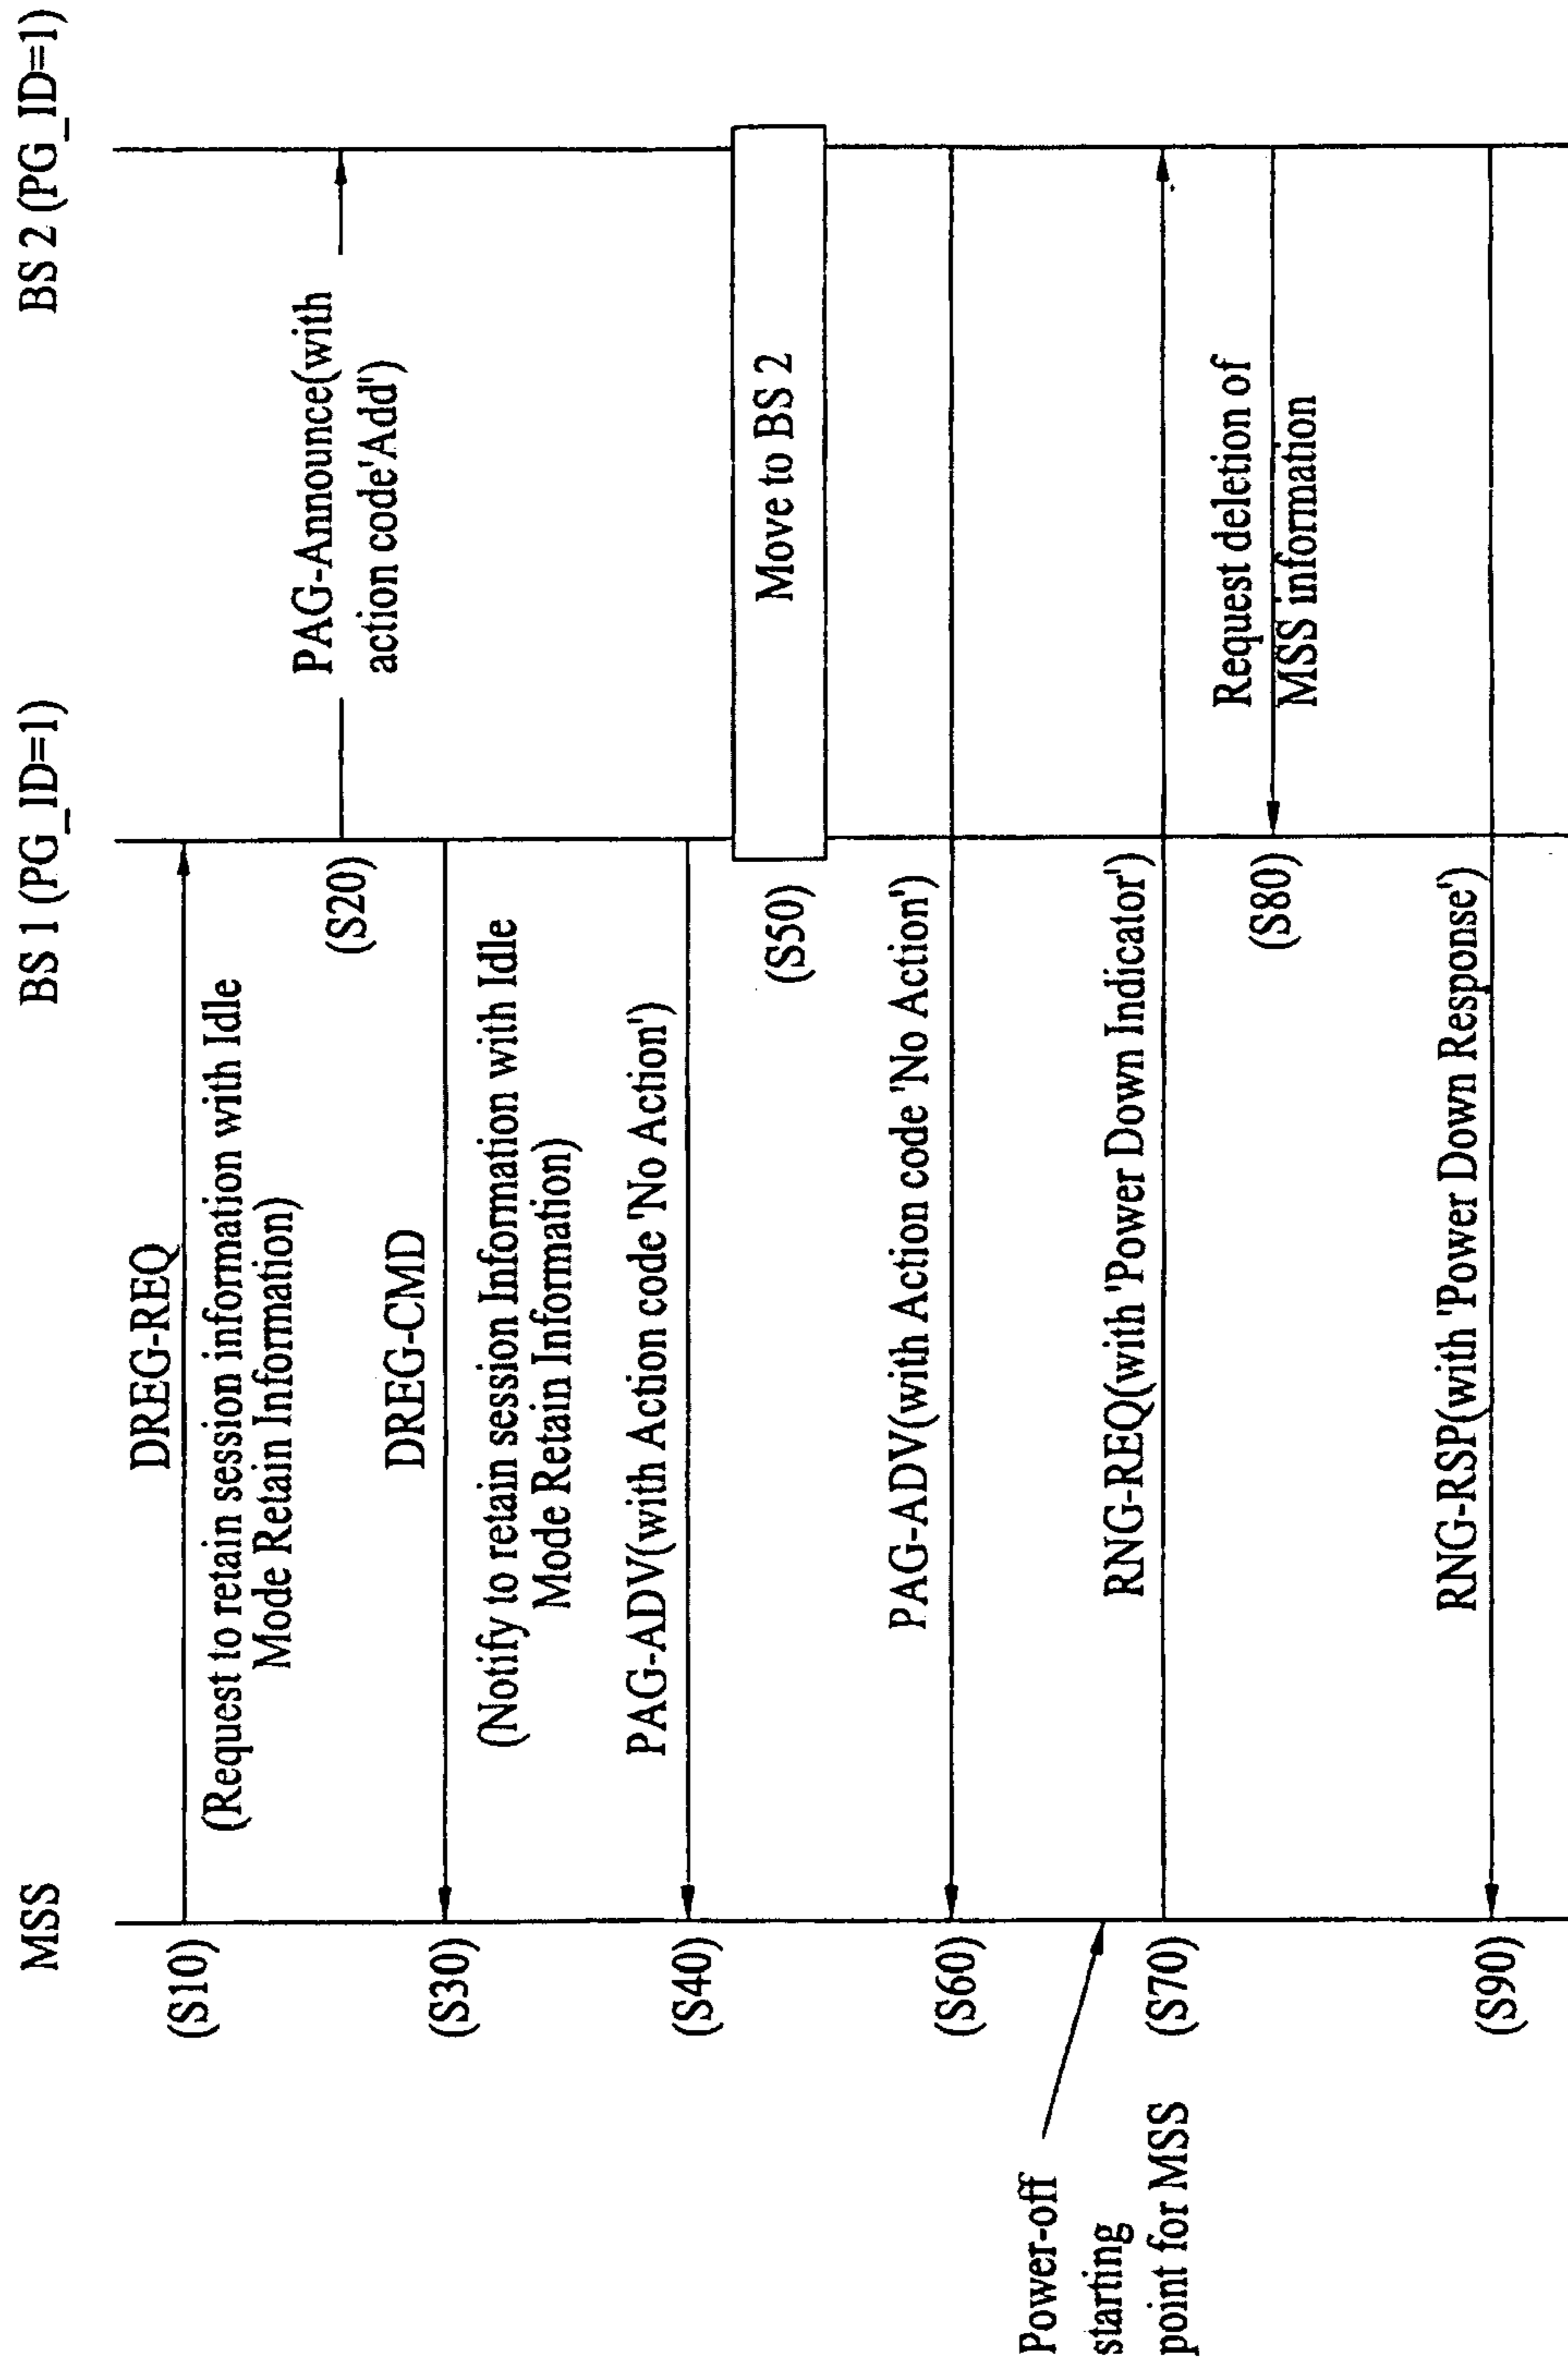 MSS
BS 1 (PG_ID=1)
BS 2 (PG_ID=1)
(S10)
DREG-REQ
(Request to retain session information with Idle
Mode Retain Information)
PAG-Announce(with
action code'Add')
(S20)
(S30)
DREG-CMD
(Notify to retain session Information with Idle
Mode Retain Information)
(S40)
PAG-ADV(with Action code 'No Action')
Move to BS 2
(S50)
(S60)
PAG-ADV(with Action code 'No Action')
Power-off
starting
point for MSS
(S70)
RNG-REQ(with 'Power Down Indicator')
Request deletion of
MSS information
(S80)
(S90)
RNG-RSP(with 'Power Down Response')